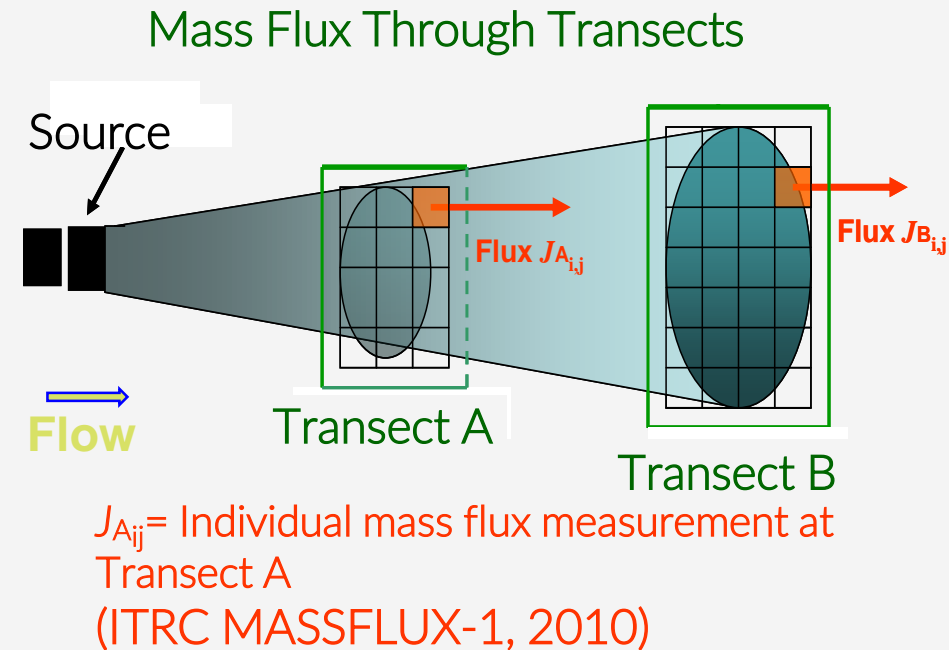 Mass Flux Through Transects
Source
Flux JAi,j
Flux JBi,j
Flow
Transect A
Transect B
JAij= Individual mass flux measurement at
Transect A
(ITRC MASSFLUX-1, 2010)